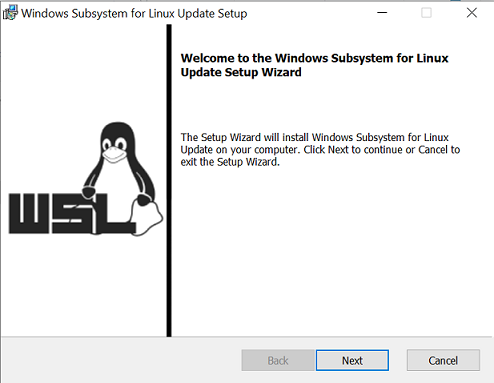 Windows Subsystem for Linux Update Setup
Welcome to the Windows Subsystem for Linux
Update Setup Wizard
The Setup Wizard will install Windows Subsystem for Linux
Update on your computer. Click Next to continue or Cancel to
exit the Setup Wizard.
WSL
Back
Next
Cancel